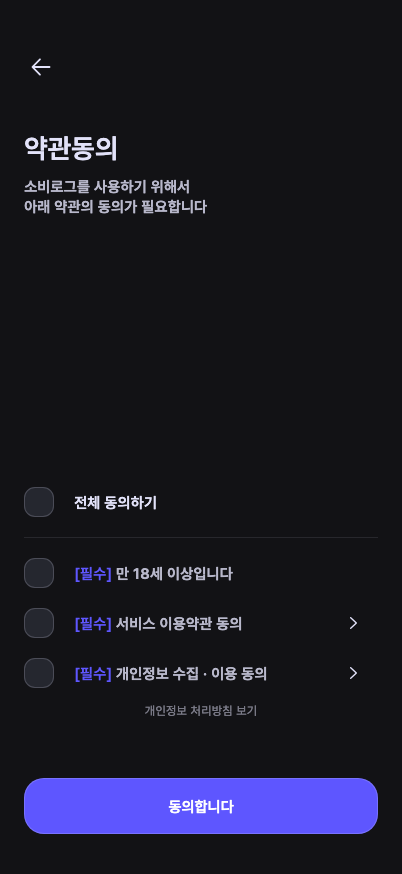 약관동의
소비로그를 사용하기 위해서
아래 약관의 동의가 필요합니다
전체 동의하기
[필수] 만 18세 이상입니다
[필수] 서비스 이용약관 동의
[필수] 개인정보 수집 · 이용 동의
개인정보 처리방침 보기
동의합니다